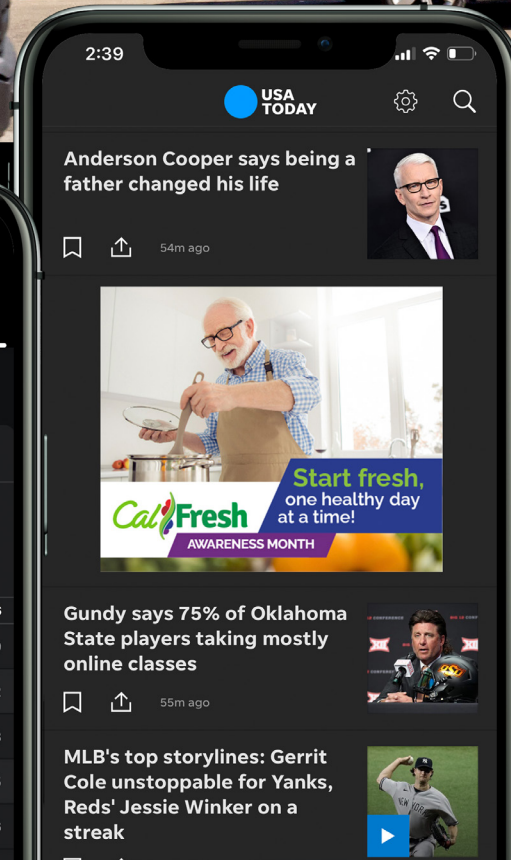 2:39
USA
TODAY
Anderson Cooper says being a
father changed his life
54m ago
Start fresh,
one healthy day
at a time!
CalFresh
AWARENESS MONTH
Gundy says 75% of Oklahoma
State players taking mostly
online classes
55m ago
MLB's top storylines: Gerrit
Cole unstoppable for Yanks,
Reds' Jessie Winker on a
streak
NEW YORK